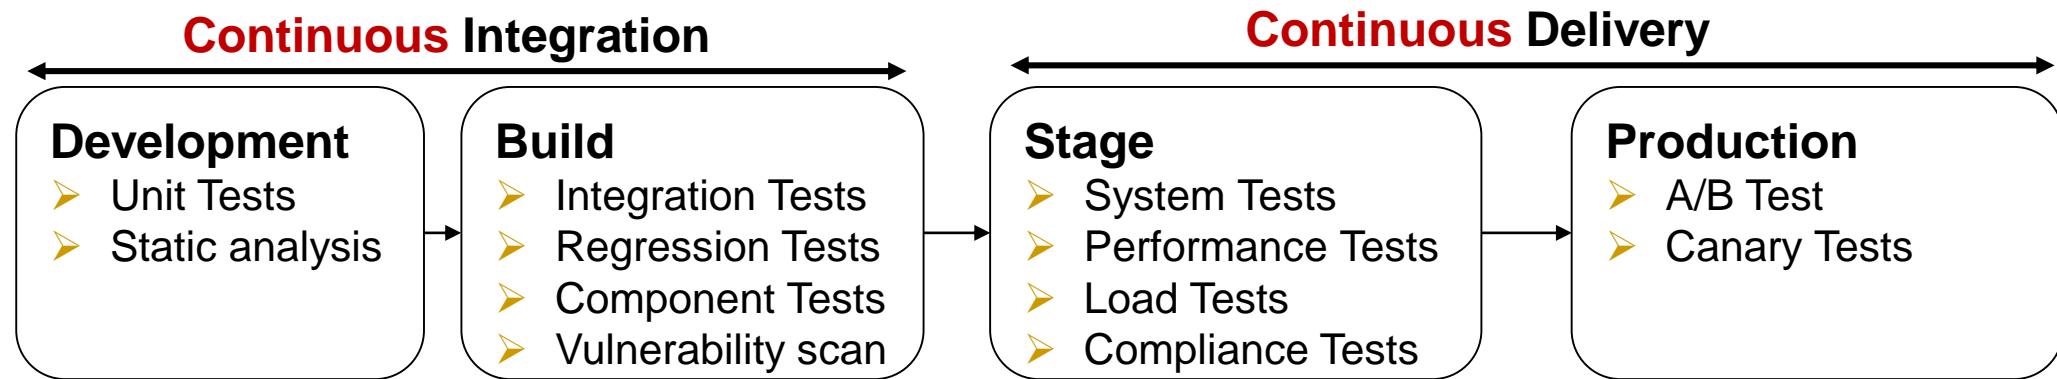 Continuous Integration
Continuous Delivery
Development
Unit Tests
Static analysis
Build
Integration Tests
Regression Tests
Component Tests
Vulnerability scan
Stage
System Tests
Performance Tests
Load Tests
Compliance Tests
Production
A/B Test
Canary Tests